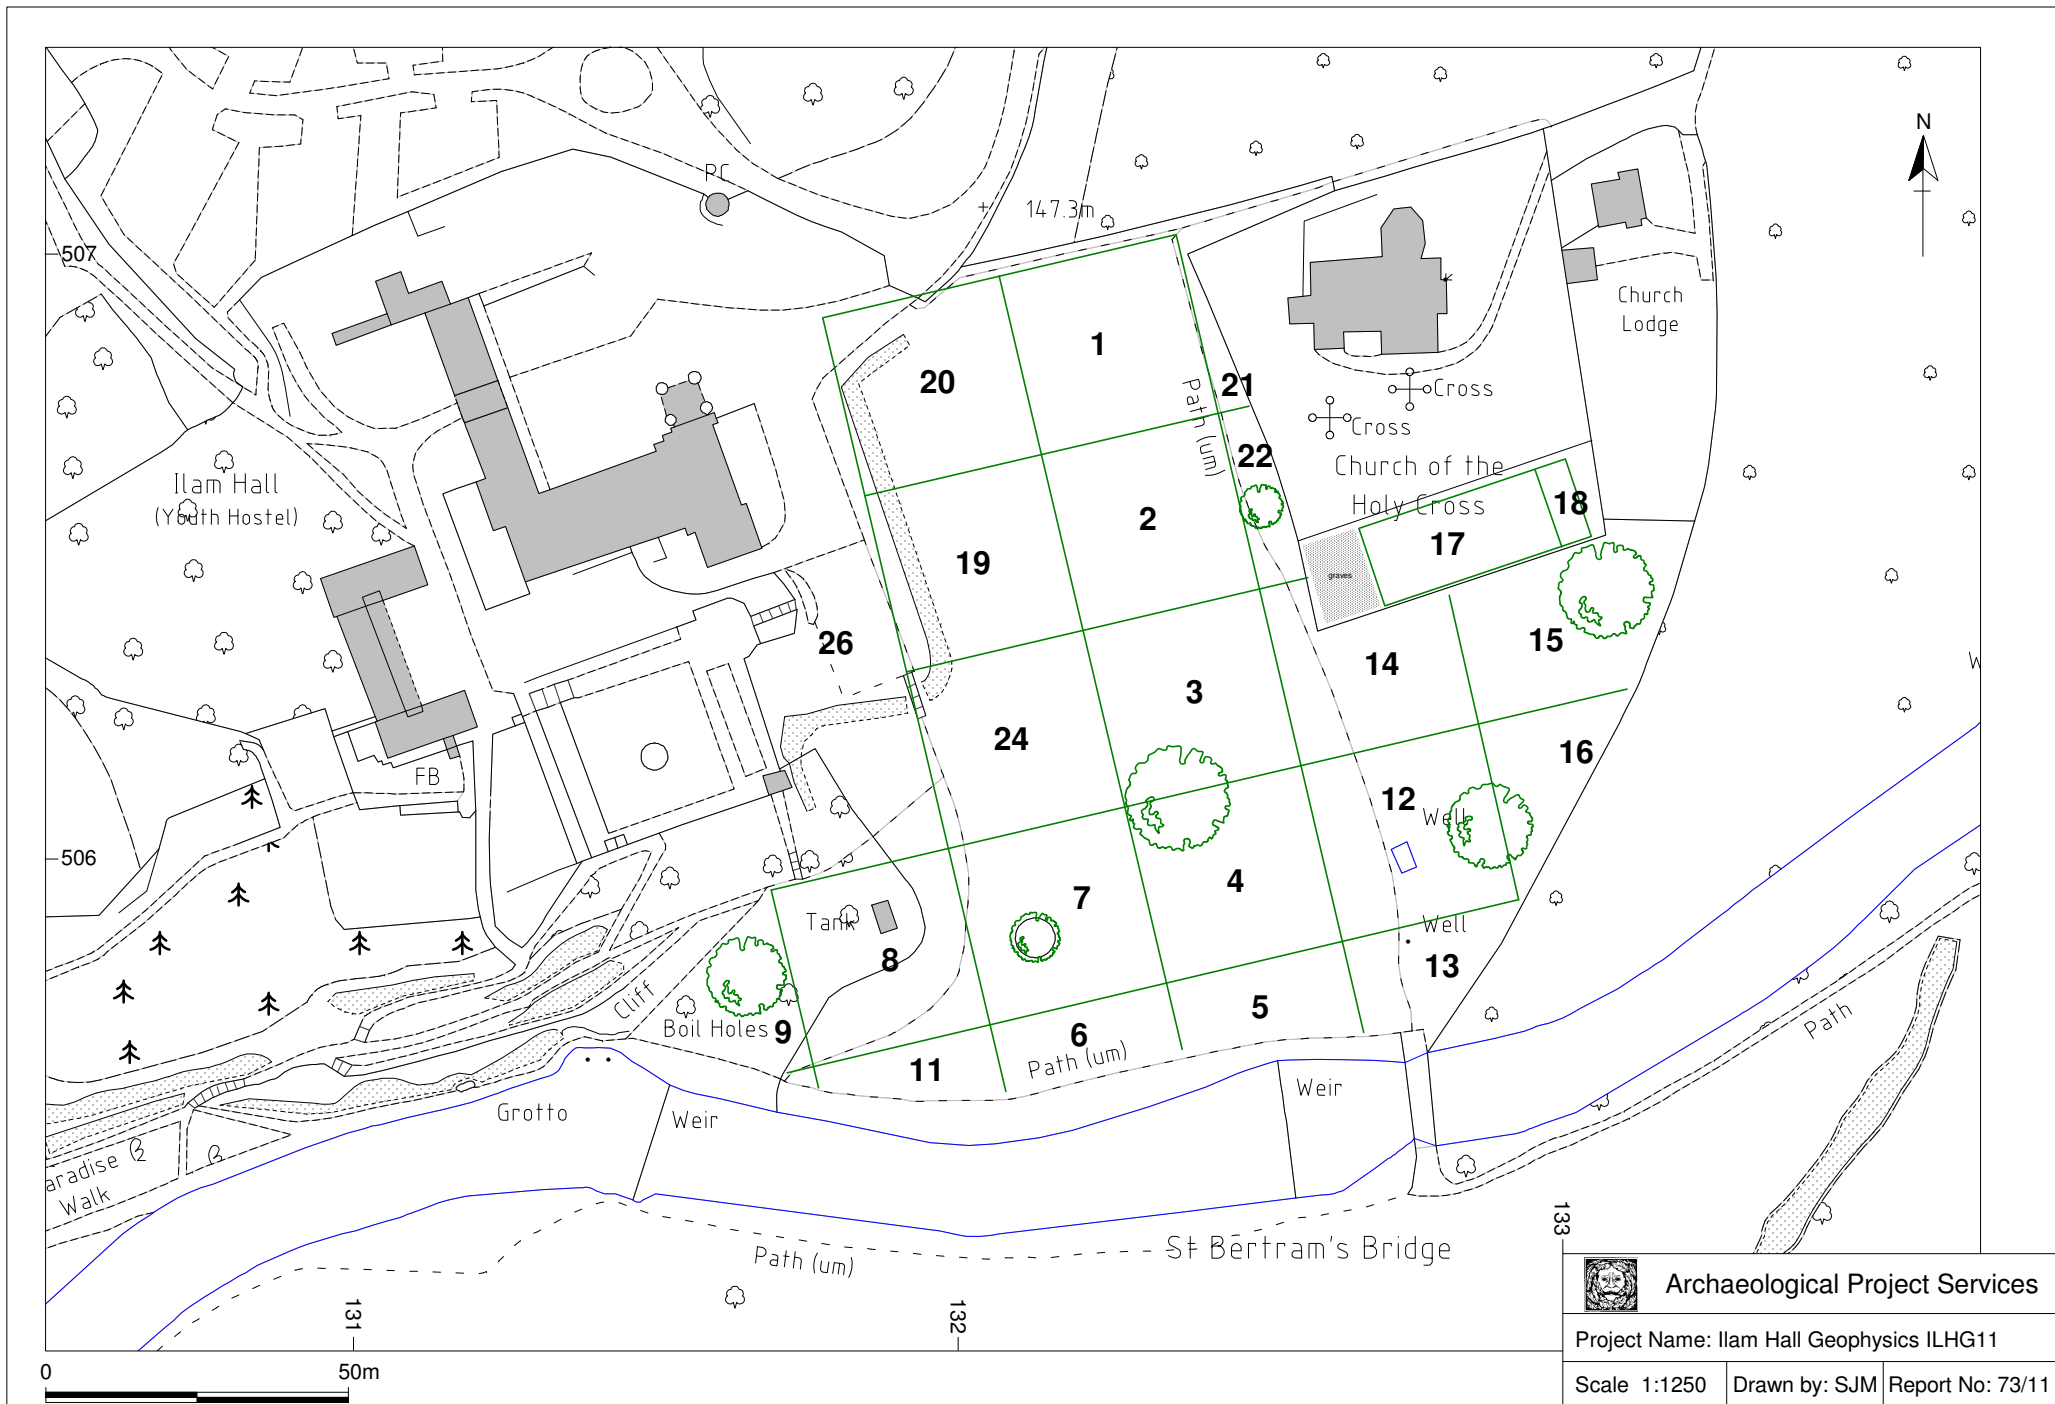 N
PC
147.3m
507
Church
Lodge
1
20
21
Path (um)
Cross
Cross
22
Church of the
Holy Cross
Ilam Hall
(Youth Hostel)
2
18
17
19
graves
26
15
14
3
24
16
FB
12
Well
506
4
7
Tank
Well
8
13
Cliff
Boil Holes
9
5
6
Path (um)
11
Path
Grotto
Weir
Weir
aradise
Walk
133
St Bertram's Bridge
Path (um)
131
132
0
50m
Archaeological Project Services
Project Name: Ilam Hall Geophysics ILHG11
Scale 1:1250
Drawn by: SJM
Report No: 73/11